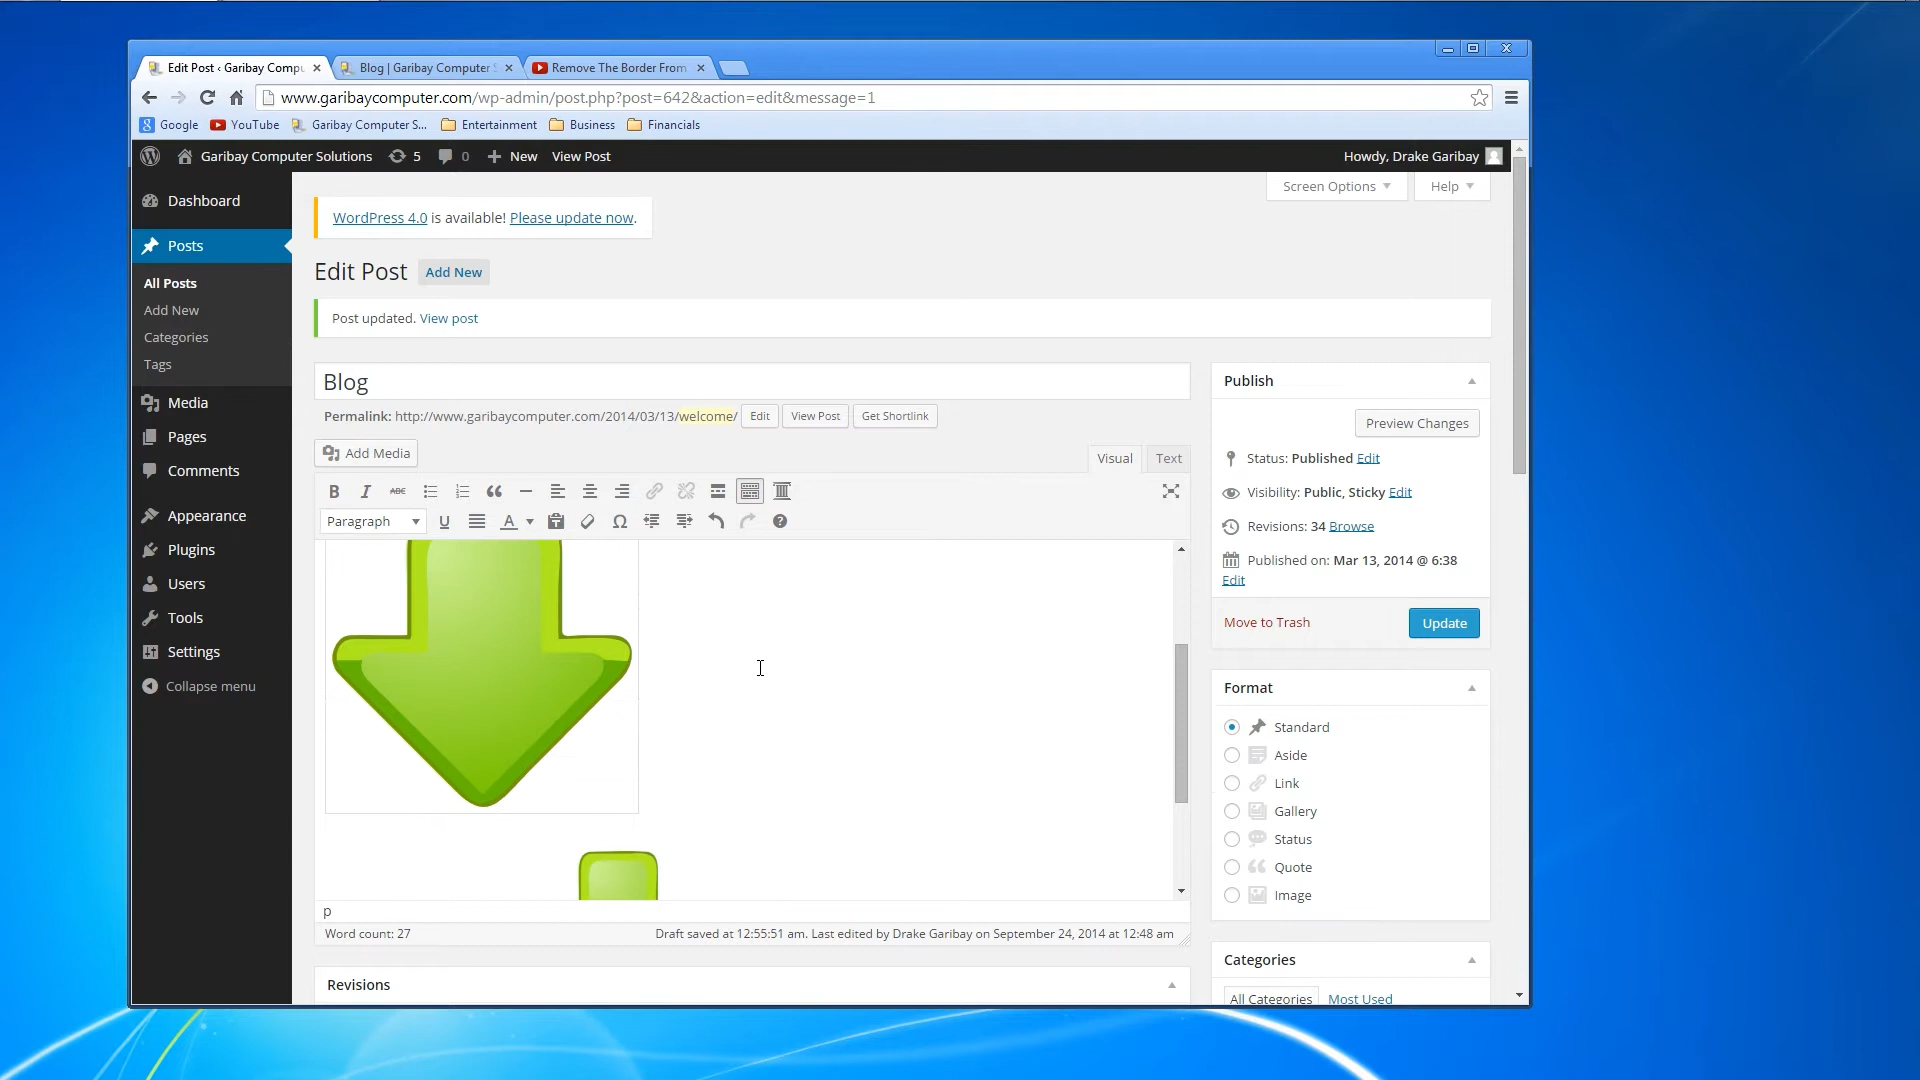 Edit Post ‹ Garibay Compu
Blog | Garibay Computer S
Remove The Border From
www.garibaycomputer.com/wp-admin/post.php?post=642&action=edit&message=1
Google YouTube Garibay Computer S... Entertainment Business Financials
Garibay Computer Solutions 5 0 New View Post Howdy, Drake Garibay
Screen Options Help
Dashboard
Posts
All Posts
Add New
Categories
Tags
Media
Pages
Comments
Appearance
Plugins
Users
Tools
Settings
Collapse menu
WordPress 4.0 is available! Please update now.
Edit Post Add New
Post updated. View post
Blog
Permalink: http://www.garibaycomputer.com/2014/03/13/welcome/ Edit View Post Get Shortlink
Add Media Visual Text
B I ABC
Paragraph U A
p
Word count: 27 Draft saved at 12:55:51 am. Last edited by Drake Garibay on September 24, 2014 at 12:48 am
Revisions
Publish
Preview Changes
Status: Published Edit
Visibility: Public, Sticky Edit
Revisions: 34 Browse
Published on: Mar 13, 2014 @ 6:38
Edit
Move to Trash Update
Format
Standard
Aside
Link
Gallery
Status
Quote
Image
Categories
All Categories Most Used